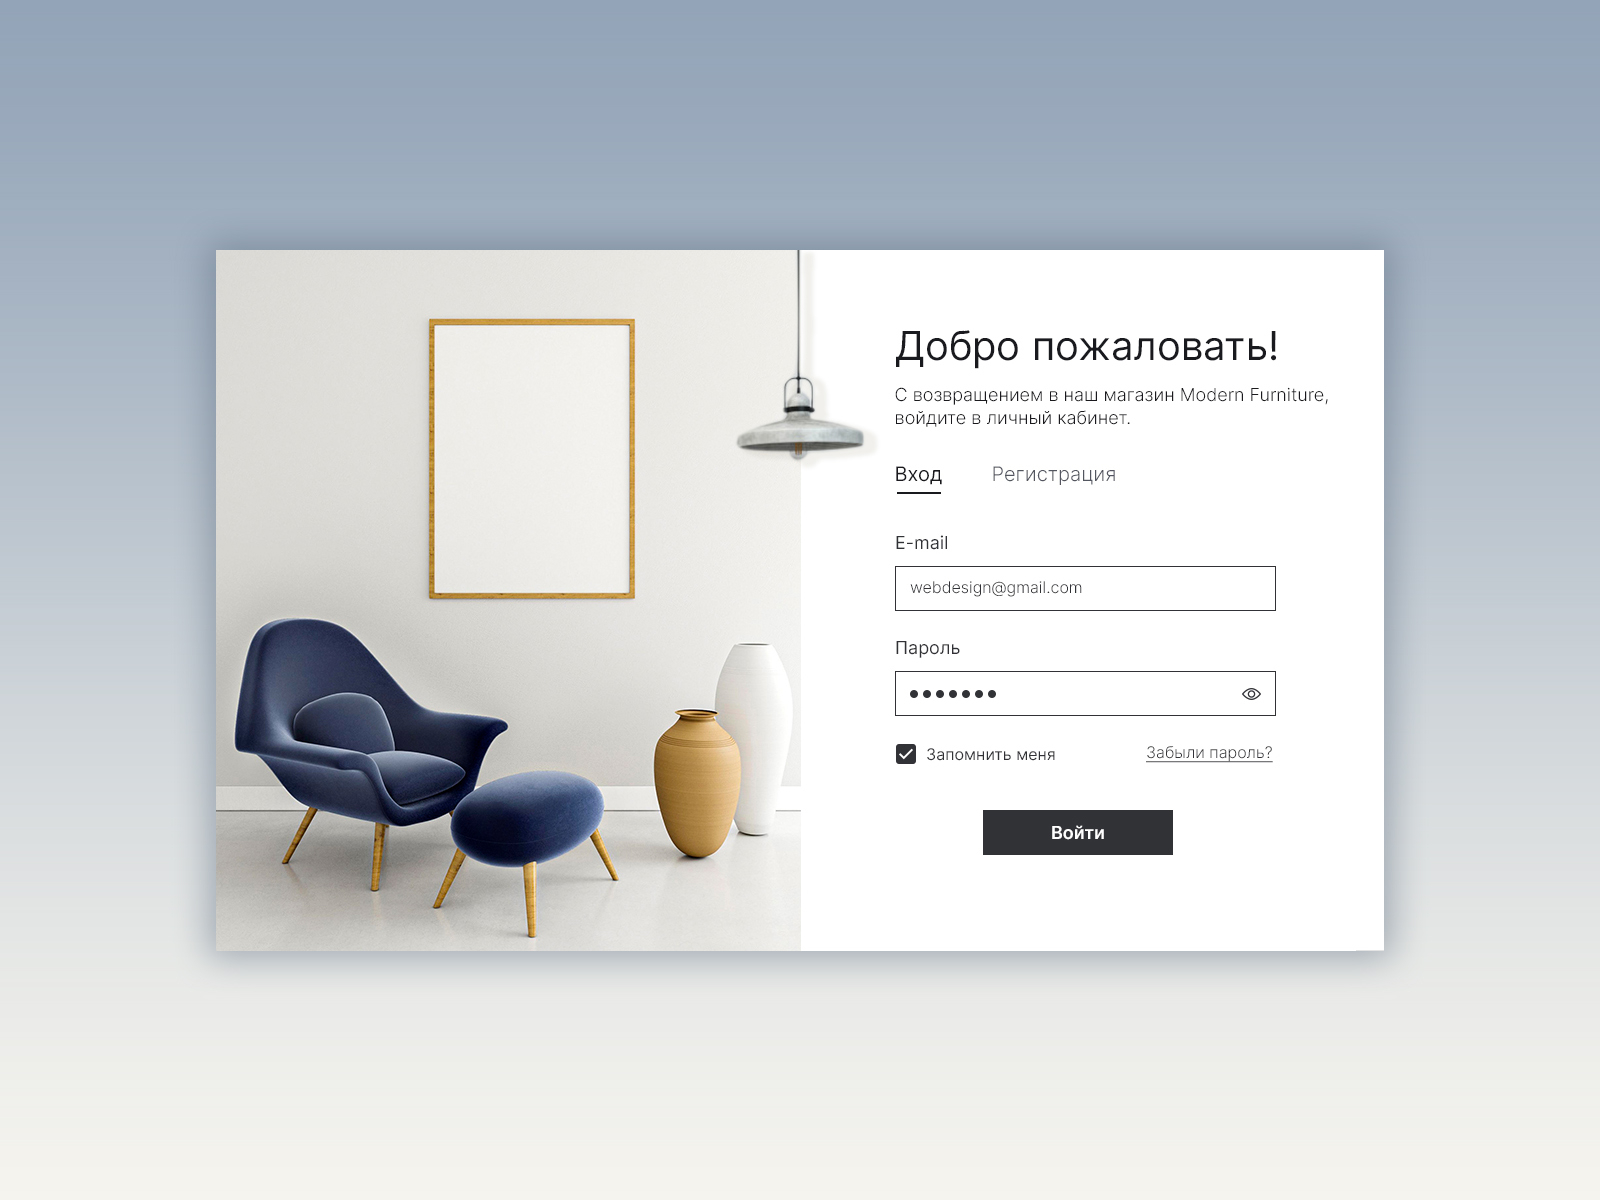 Добро пожаловать!
С возвращением в наш магазин Modern Furniture,
войдите в личный кабинет.
Вход Регистрация
E-mail
webdesign@gmail.com
Пароль
Запомнить меня Забыли пароль?
Войти